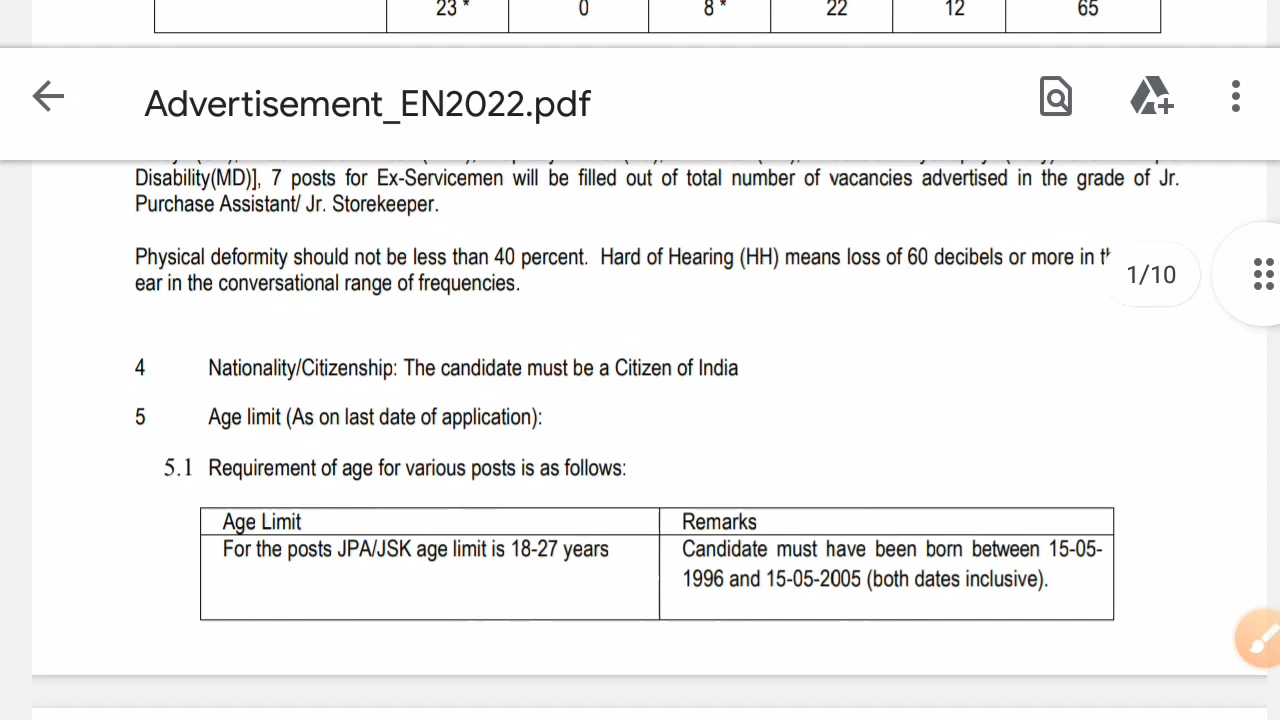 23 * 0 8 * 22 12 65
Advertisement_EN2022.pdf
Disability(MD)], 7 posts for Ex-Servicemen will be filled out of total number of vacancies advertised in the grade of Jr.
Purchase Assistant/ Jr. Storekeeper.
Physical deformity should not be less than 40 percent. Hard of Hearing (HH) means loss of 60 decibels or more in
1/10
ear in the conversational range of frequencies.
4 Nationality/Citizenship: The candidate must be a Citizen of India
5 Age limit (As on last date of application):
5.1 Requirement of age for various posts is as follows:
Age Limit Remarks
For the posts JPA/JSK age limit is 18-27 years Candidate must have been born between 15-05-
1996 and 15-05-2005 (both dates inclusive).